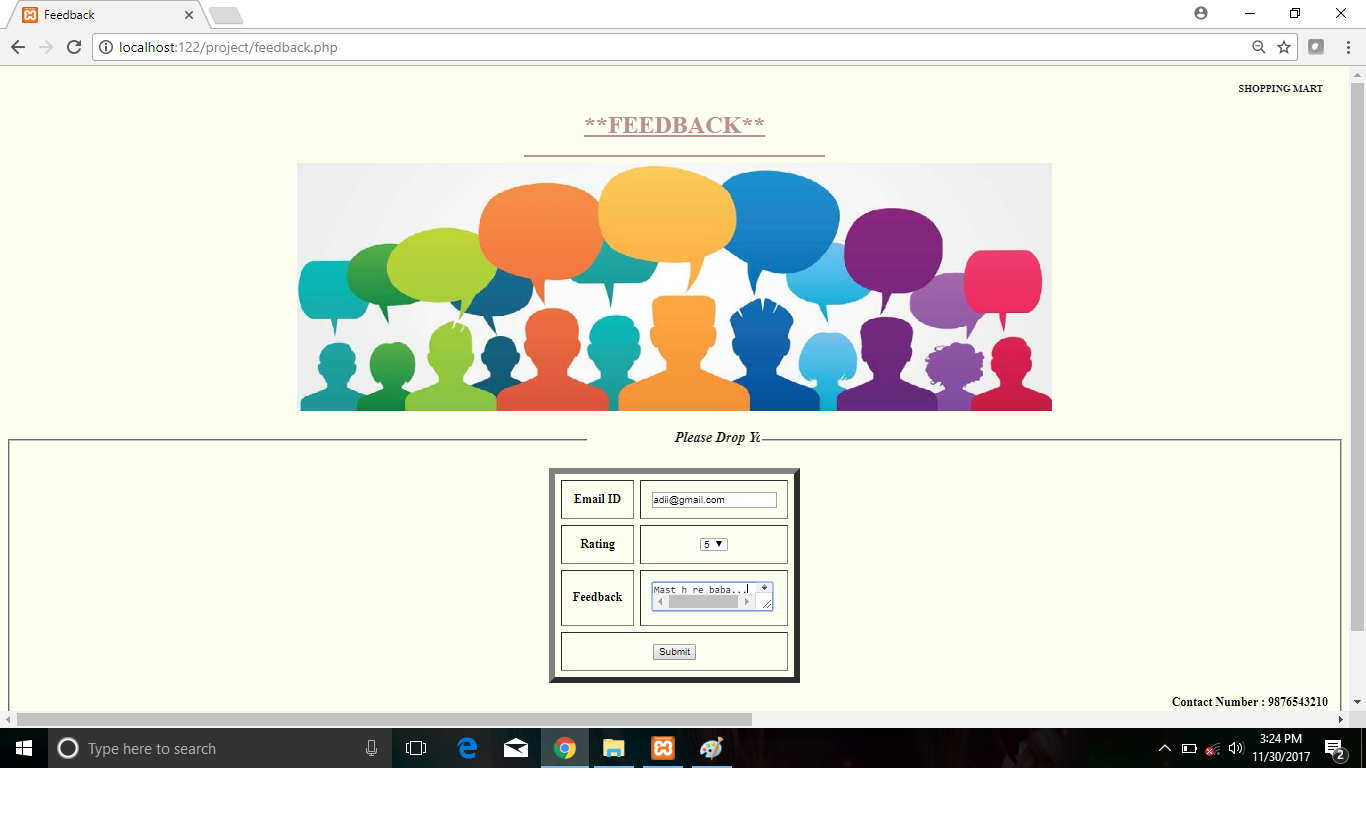 Feedback
localhost:122/project/feedback.php
SHOPPING MART
**FEEDBACK**
Please Drop Yo
Email ID
adii@gmail.com
Rating
5
Feedback
Mast h re baba...
Submit
Contact Number : 9876543210
Type here to search
3:24 PM
11/30/2017
2